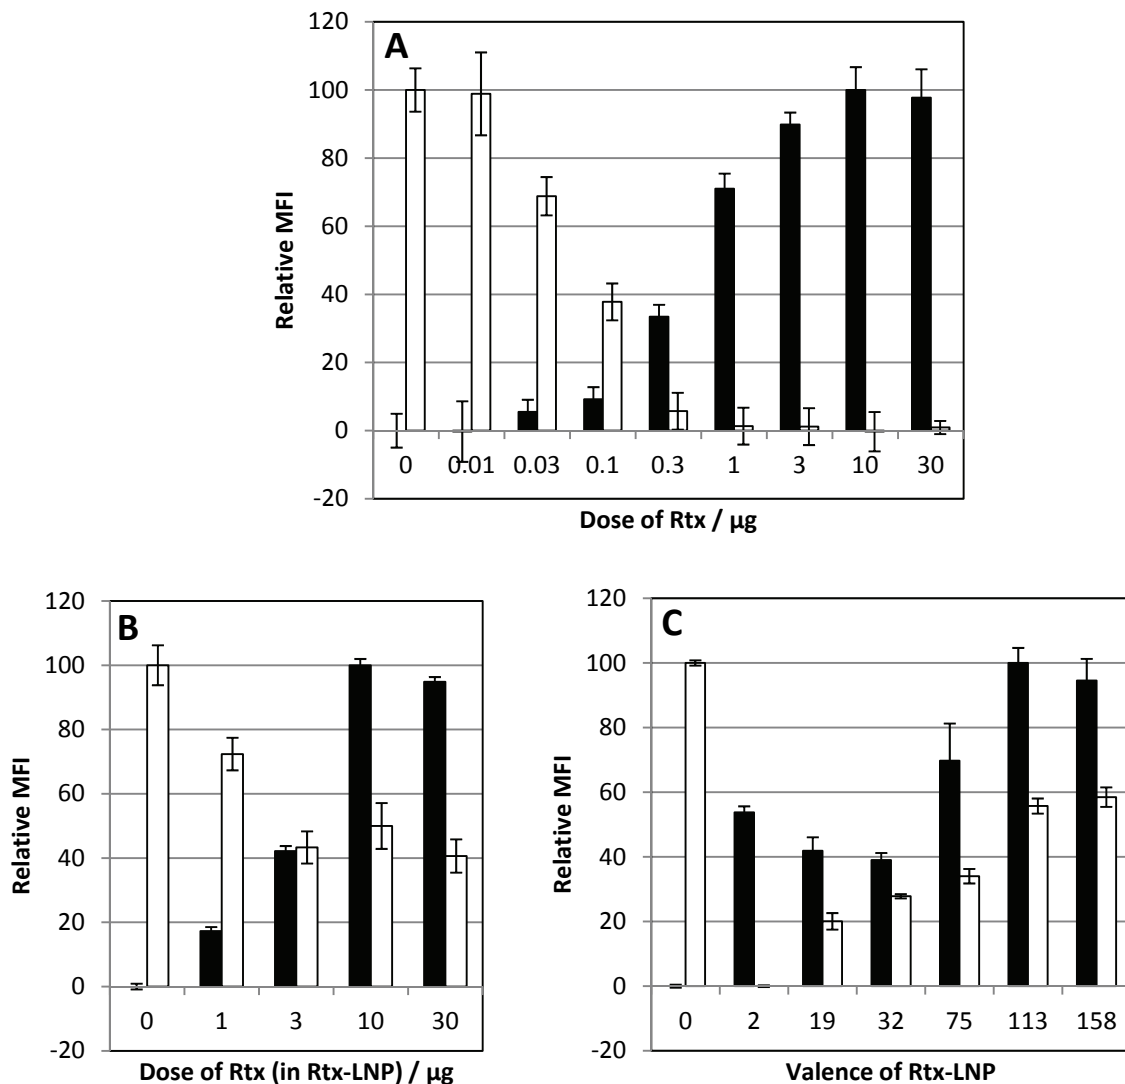 A
120
100
80
60
40
20
0
-20
Relative MFI
0 0.01 0.03 0.1 0.3 1 3 10 30
Dose of Rtx / µg
B
120
100
80
60
40
20
0
-20
Relative MFI
0 1 3 10 30
Dose of Rtx (in Rtx-LNP) / µg
C
120
100
80
60
40
20
0
-20
Relative MFI
0 2 19 32 75 113 158
Valence of Rtx-LNP